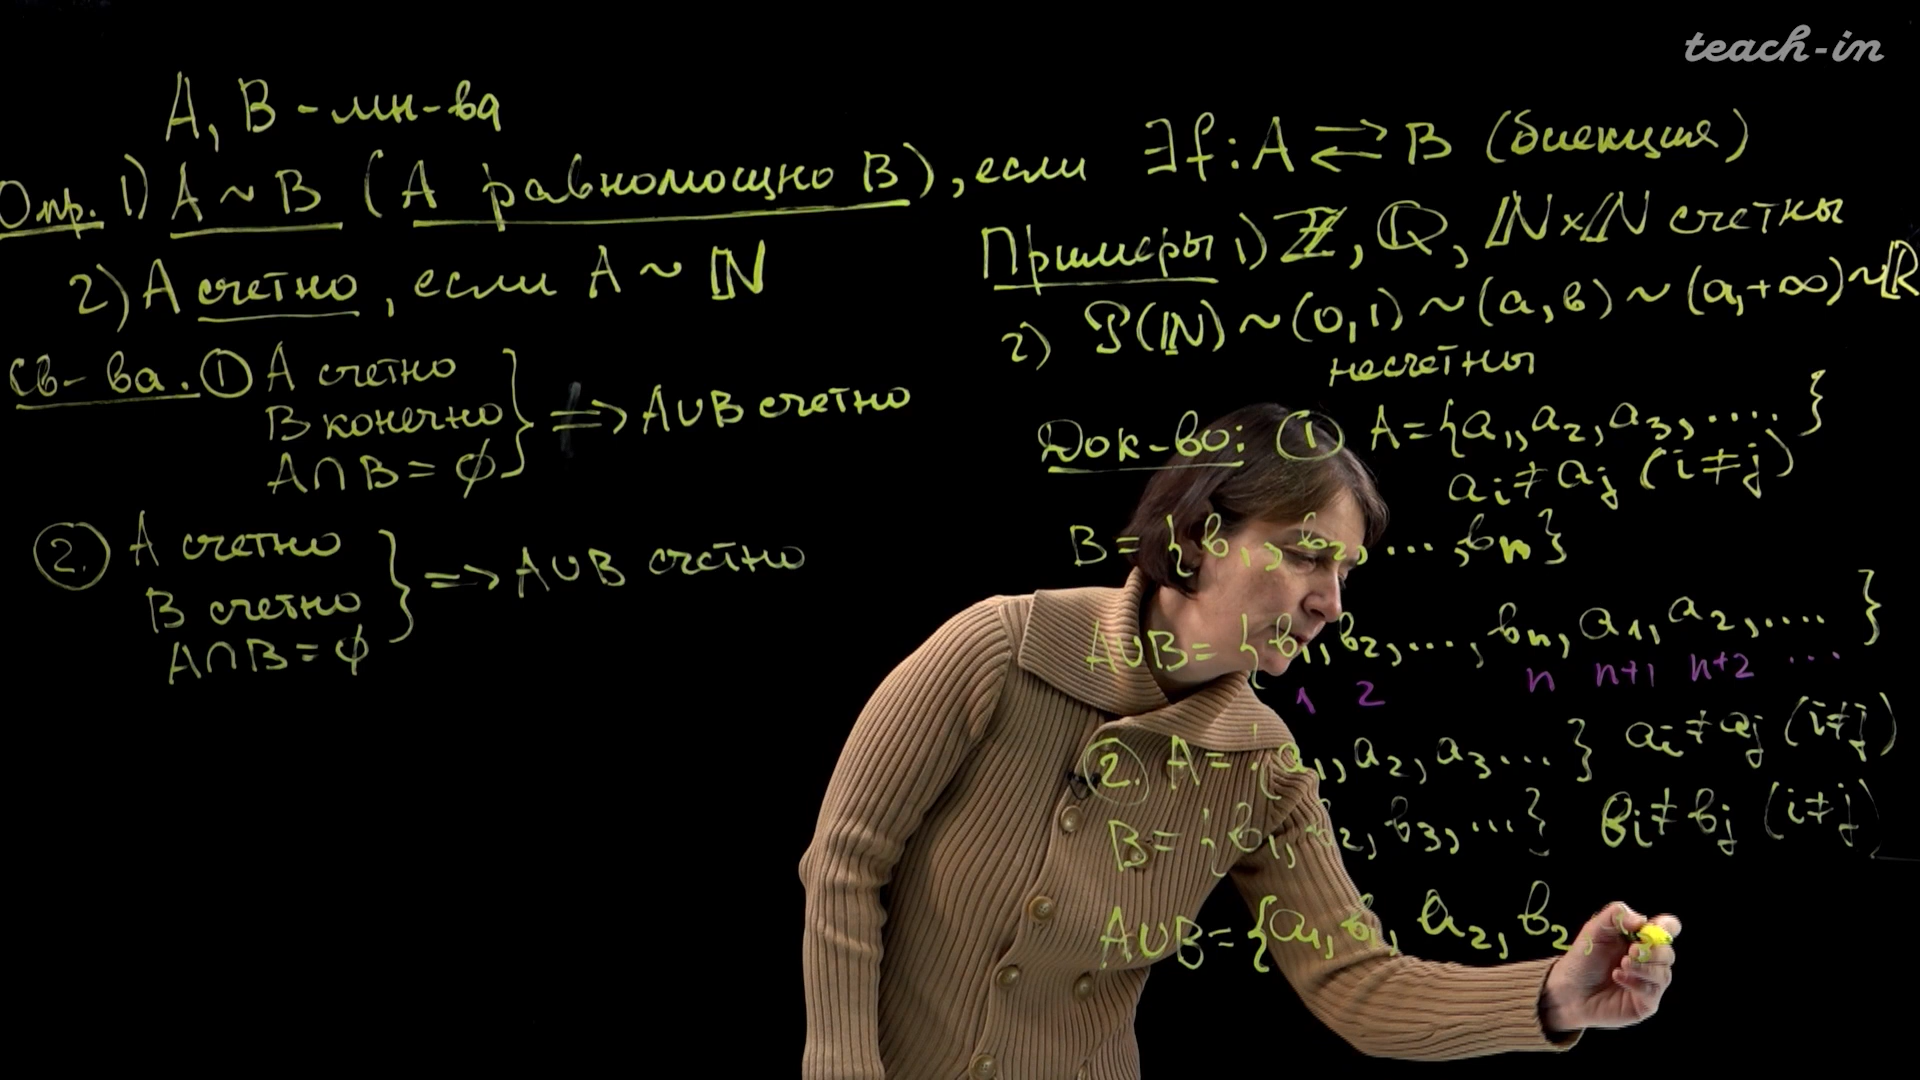 teach-in
A, B - мн-ва
Опр. 1) A ~ B (A равномощно B), если ∃f: A ⇄ B (биекция)
2) A счетно, если A ~ ℕ
Св-ва. ① A счетно
B конечно
A∩B = ∅
=> A∪B счетно
②. A счетно
B счетно
A∩B = ∅
=> A∪B счетно
Примеры 1) ℤ, ℚ, ℕ×ℕ счетны
2) P(ℕ) ~ (0,1) ~ (a,b) ~ (a,+∞) ~ ℝ
несчетны
Док-во: ① A = {a₁, a₂, a₃, ....}
aᵢ ≠ aⱼ (i ≠ j)
B = {b₁, b₂, ..., bₙ}
A∪B = {b₁, b₂, ..., bₙ, a₁, a₂, ....}
1 2 n n+1 n+2 ...
②. A = {a₁, a₂, a₃ ...} aᵢ ≠ aⱼ (i ≠ j)
B = {b₁, b₂, b₃, ...} bᵢ ≠ bⱼ (i ≠ j)
A∪B = {a₁, b₁, a₂, b₂,